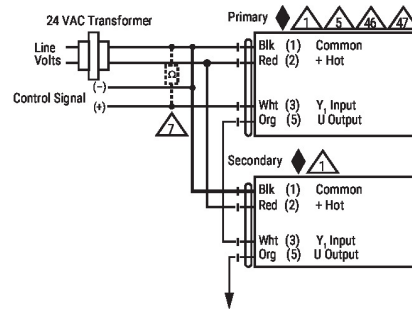 24 VAC Transformer
Primary
1
5
46
47
Line
Volts
Blk (1) Common
Red (2) + Hot
Ω
(-)
Control Signal
(+)
Wht (3) Y₁ Input
Org (5) U Output
7
Secondary
1
Blk (1) Common
Red (2) + Hot
Wht (3) Y₁ Input
Org (5) U Output